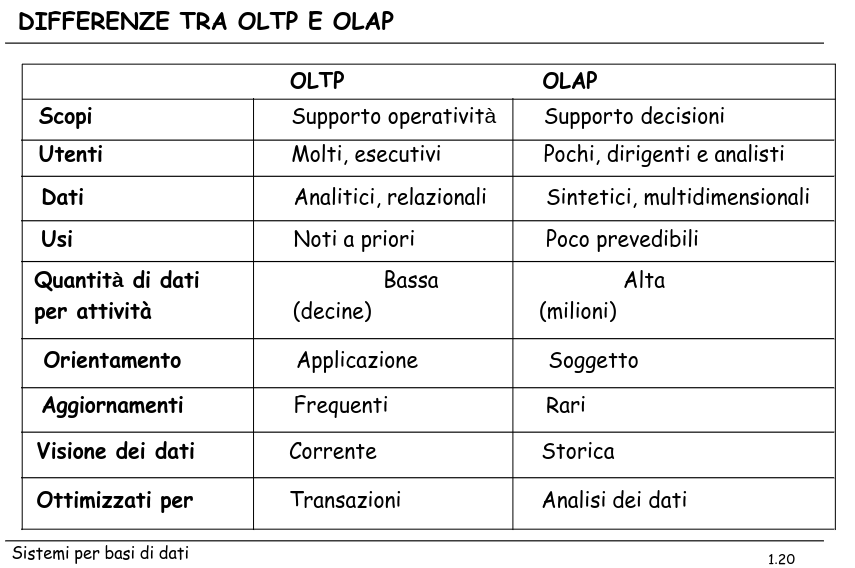 DIFFERENZE TRA OLTP E OLAP
OLTP OLAP
Scopi Supporto operatività Supporto decisioni
Utenti Molti, esecutivi Pochi, dirigenti e analisti
Dati Analitici, relazionali Sintetici, multidimensionali
Usi Noti a priori Poco prevedibili
Quantità di dati Bassa Alta
per attività (decine) (milioni)
Orientamento Applicazione Soggetto
Aggiornamenti Frequenti Rari
Visione dei dati Corrente Storica
Ottimizzati per Transazioni Analisi dei dati
Sistemi per basi di dati 1.20